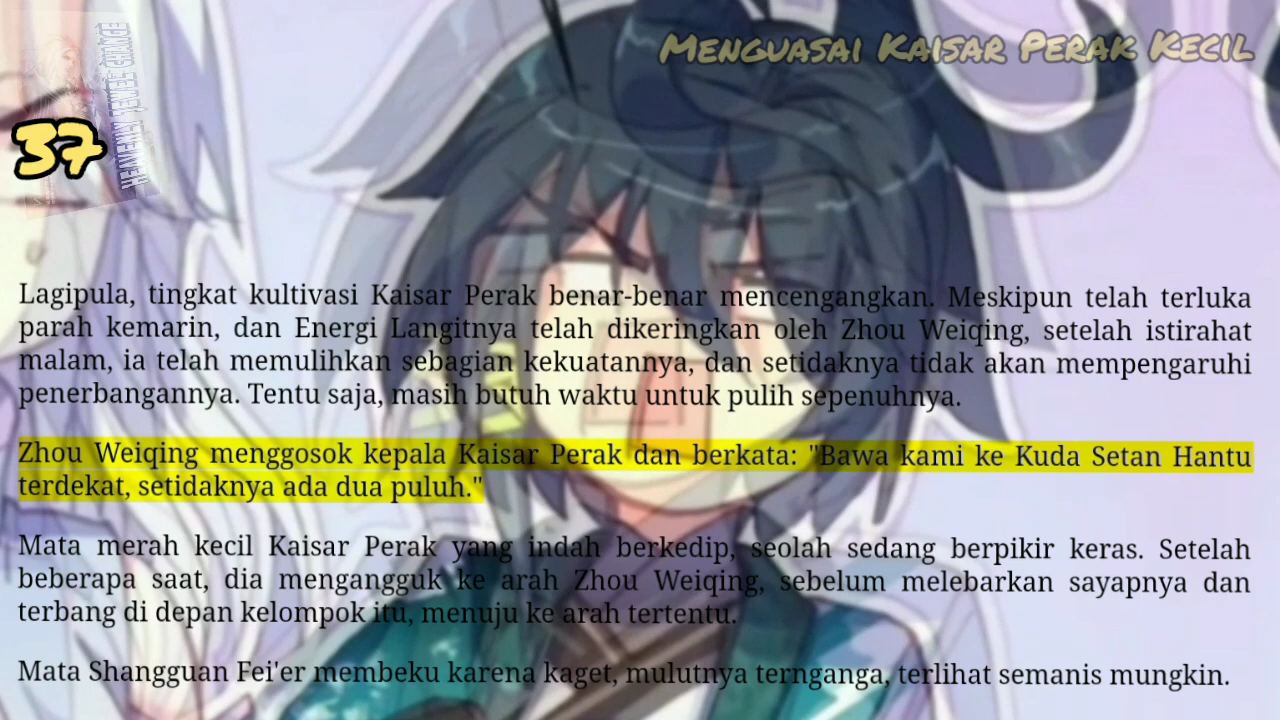 Menguasai Kaisar Perak Kecil
37
HEAVENLY JEWEL CHANGE
Lagipula, tingkat kultivasi Kaisar Perak benar-benar mencengangkan. Meskipun telah terluka
parah kemarin, dan Energi Langitnya telah dikeringkan oleh Zhou Weiqing, setelah istirahat
malam, ia telah memulihkan sebagian kekuatannya, dan setidaknya tidak akan mempengaruhi
penerbangannya. Tentu saja, masih butuh waktu untuk pulih sepenuhnya.
Zhou Weiqing menggosok kepala Kaisar Perak dan berkata: "Bawa kami ke Kuda Setan Hantu
terdekat, setidaknya ada dua puluh."
Mata merah kecil Kaisar Perak yang indah berkedip, seolah sedang berpikir keras. Setelah
beberapa saat, dia mengangguk ke arah Zhou Weiqing, sebelum melebarkan sayapnya dan
terbang di depan kelompok itu, menuju ke arah tertentu.
Mata Shangguan Fei'er membeku karena kaget, mulutnya ternganga, terlihat semanis mungkin.